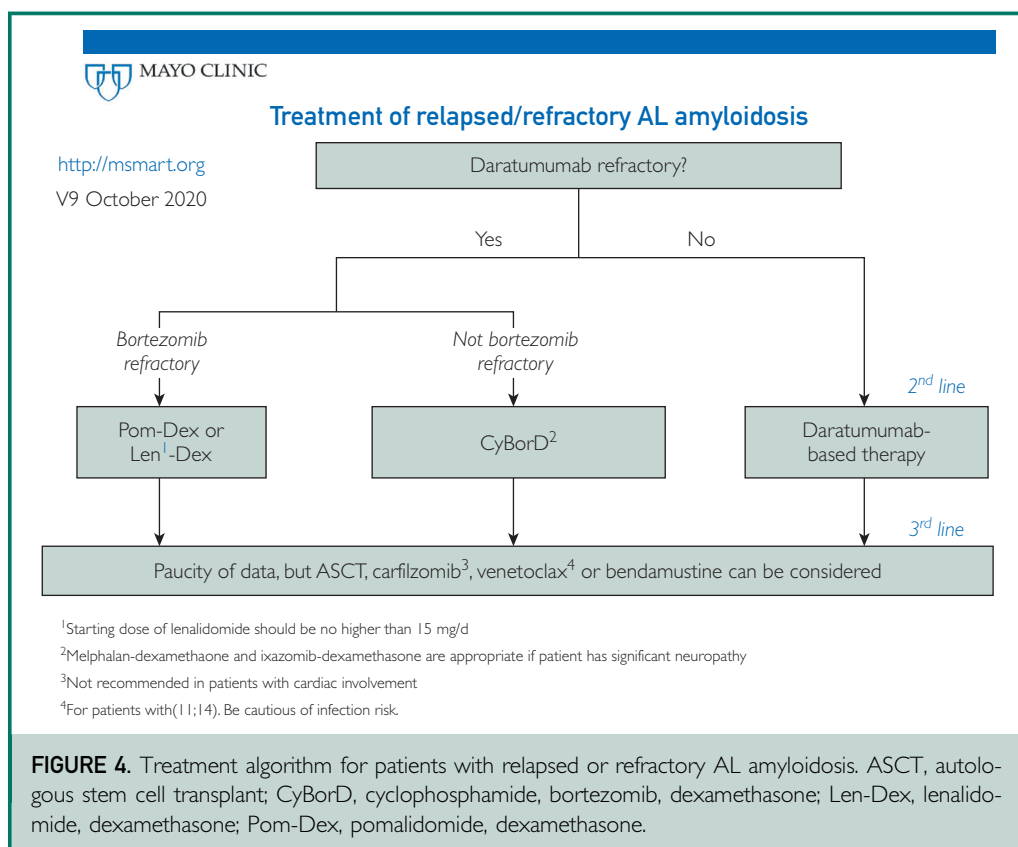 MAYO CLINIC
Treatment of relapsed/refractory AL amyloidosis
http://msmart.org
V9 October 2020
Daratumumab refractory?
Yes
No
Bortezomib
refractory
Not bortezomib
refractory
2nd line
Pom-Dex or
Len1-Dex
CyBorD2
Daratumumab-
based therapy
3rd line
Paucity of data, but ASCT, carfilzomib3, venetoclax4 or bendamustine can be considered
1Starting dose of lenalidomide should be no higher than 15 mg/d
2Melphalan-dexamethaone and ixazomib-dexamethasone are appropriate if patient has significant neuropathy
3Not recommended in patients with cardiac involvement
4For patients with(11;14). Be cautious of infection risk.
FIGURE 4. Treatment algorithm for patients with relapsed or refractory AL amyloidosis. ASCT, autolo-
gous stem cell transplant; CyBorD, cyclophosphamide, bortezomib, dexamethasone; Len-Dex, lenalido-
mide, dexamethasone; Pom-Dex, pomalidomide, dexamethasone.